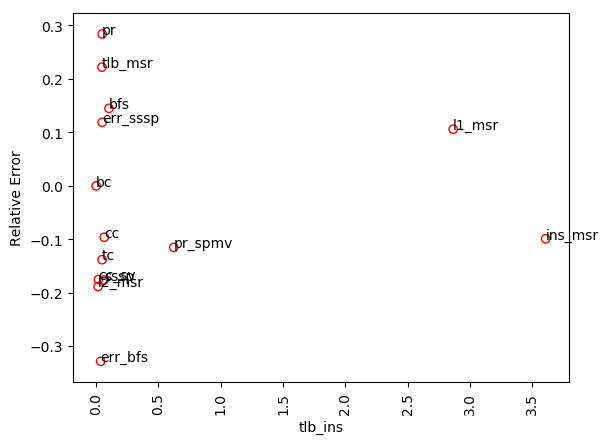 0.3
0.2
0.1
0.0
−0.1
−0.2
−0.3
Relative Error
pr
tlb_msr
bfs
err_sssp
l1_msr
bc
cc
pr_spmv
ins_msr
tc
cc_sv
sssp
l2_msr
err_bfs
0.0
0.5
1.0
1.5
2.0
2.5
3.0
3.5
tlb_ins